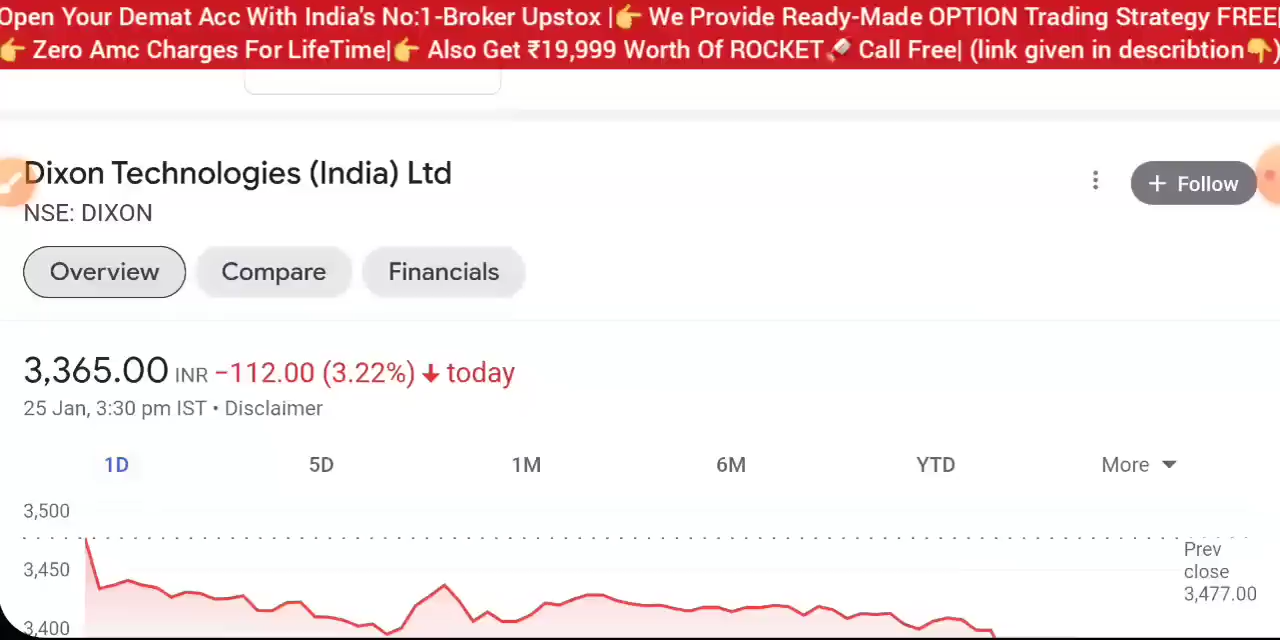 Open Your Demat Acc With India's No:1-Broker Upstox |👉 We Provide Ready-Made OPTION Trading Strategy FREE|
👉 Zero Amc Charges For LifeTime|👉 Also Get ₹19,999 Worth Of ROCKET🚀 Call Free| (link given in describtion👇)
Dixon Technologies (India) Ltd
+ Follow
NSE: DIXON
Overview Compare Financials
3,365.00 INR −112.00 (3.22%) ↓ today
25 Jan, 3:30 pm IST • Disclaimer
1D 5D 1M 6M YTD More
3,500
3,450
3,400
Prev
close
3,477.00